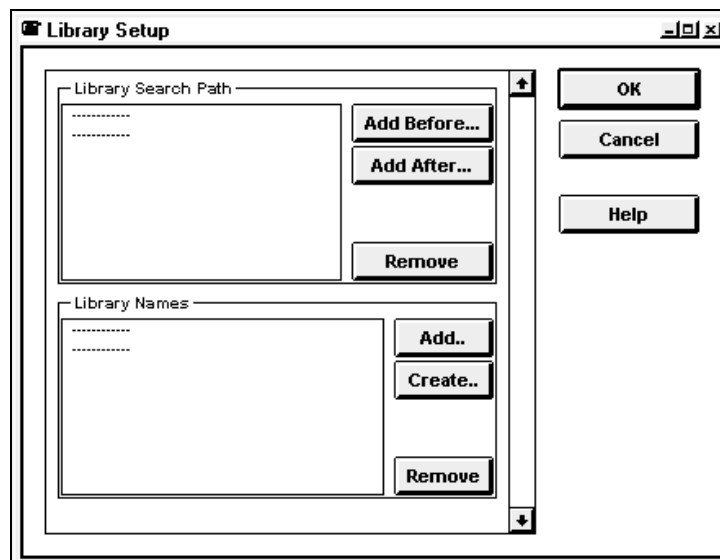 Library Setup
Library Search Path
------------
------------
Add Before...
Add After...
Remove
Library Names
------------
------------
Add..
Create..
Remove
OK
Cancel
Help